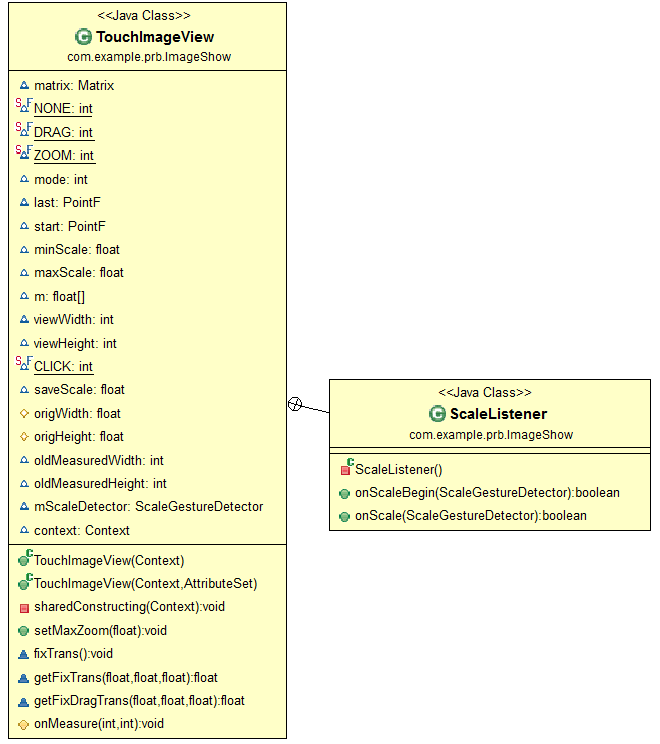 <<Java Class>>
TouchImageView
com.example.prb.ImageShow
matrix: Matrix
NONE: int
DRAG: int
ZOOM: int
mode: int
last: PointF
start: PointF
minScale: float
maxScale: float
m: float[]
viewWidth: int
viewHeight: int
CLICK: int
saveScale: float
origWidth: float
origHeight: float
oldMeasuredWidth: int
oldMeasuredHeight: int
mScaleDetector: ScaleGestureDetector
context: Context
TouchImageView(Context)
TouchImageView(Context,AttributeSet)
sharedConstructing(Context):void
setMaxZoom(float):void
fixTrans():void
getFixTrans(float,float,float):float
getFixDragTrans(float,float,float):float
onMeasure(int,int):void
<<Java Class>>
ScaleListener
com.example.prb.ImageShow
ScaleListener()
onScaleBegin(ScaleGestureDetector):boolean
onScale(ScaleGestureDetector):boolean